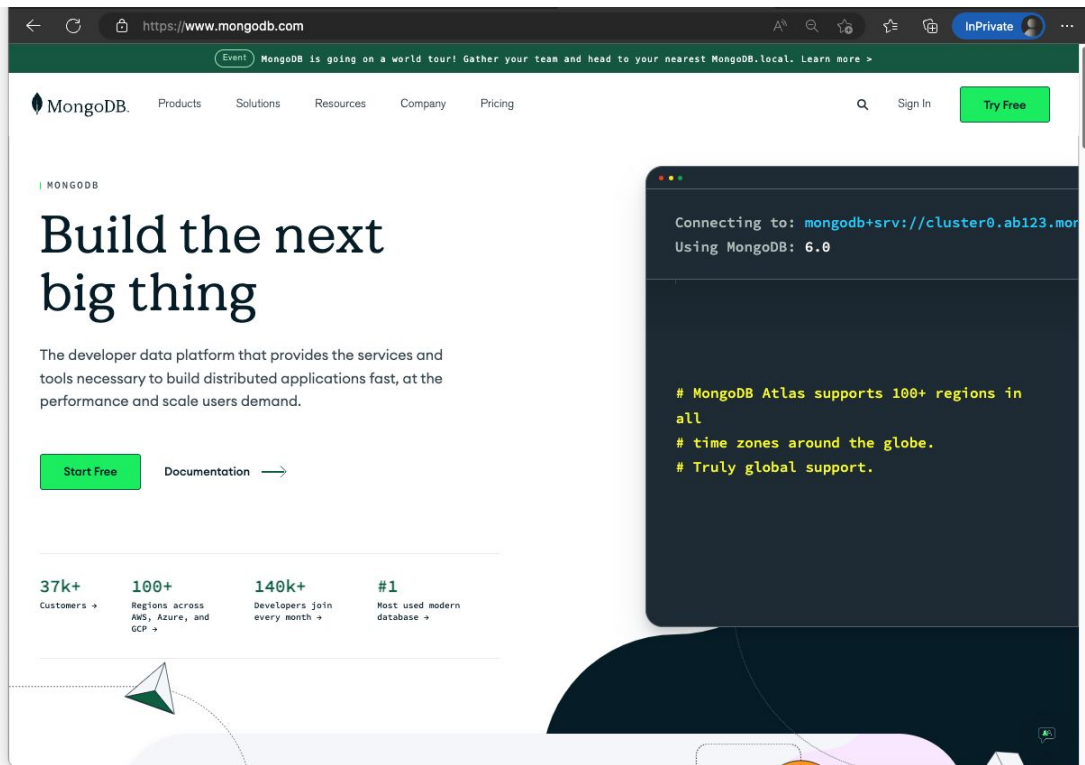 https://www.mongodb.com
InPrivate
Event MongoDB is going on a world tour! Gather your team and head to your nearest MongoDB.local. Learn more >
MongoDB.
Products
Solutions
Resources
Company
Pricing
Sign In
Try Free
MONGODB
Build the next
big thing
The developer data platform that provides the services and
tools necessary to build distributed applications fast, at the
performance and scale users demand.
Start Free
Documentation
37k+
Customers →
100+
Regions across
AWS, Azure, and
GCP →
140k+
Developers join
every month →
#1
Most used modern
database →
Connecting to: mongodb+srv://cluster0.ab123.mon
Using MongoDB: 6.0
# MongoDB Atlas supports 100+ regions in
all
# time zones around the globe.
# Truly global support.